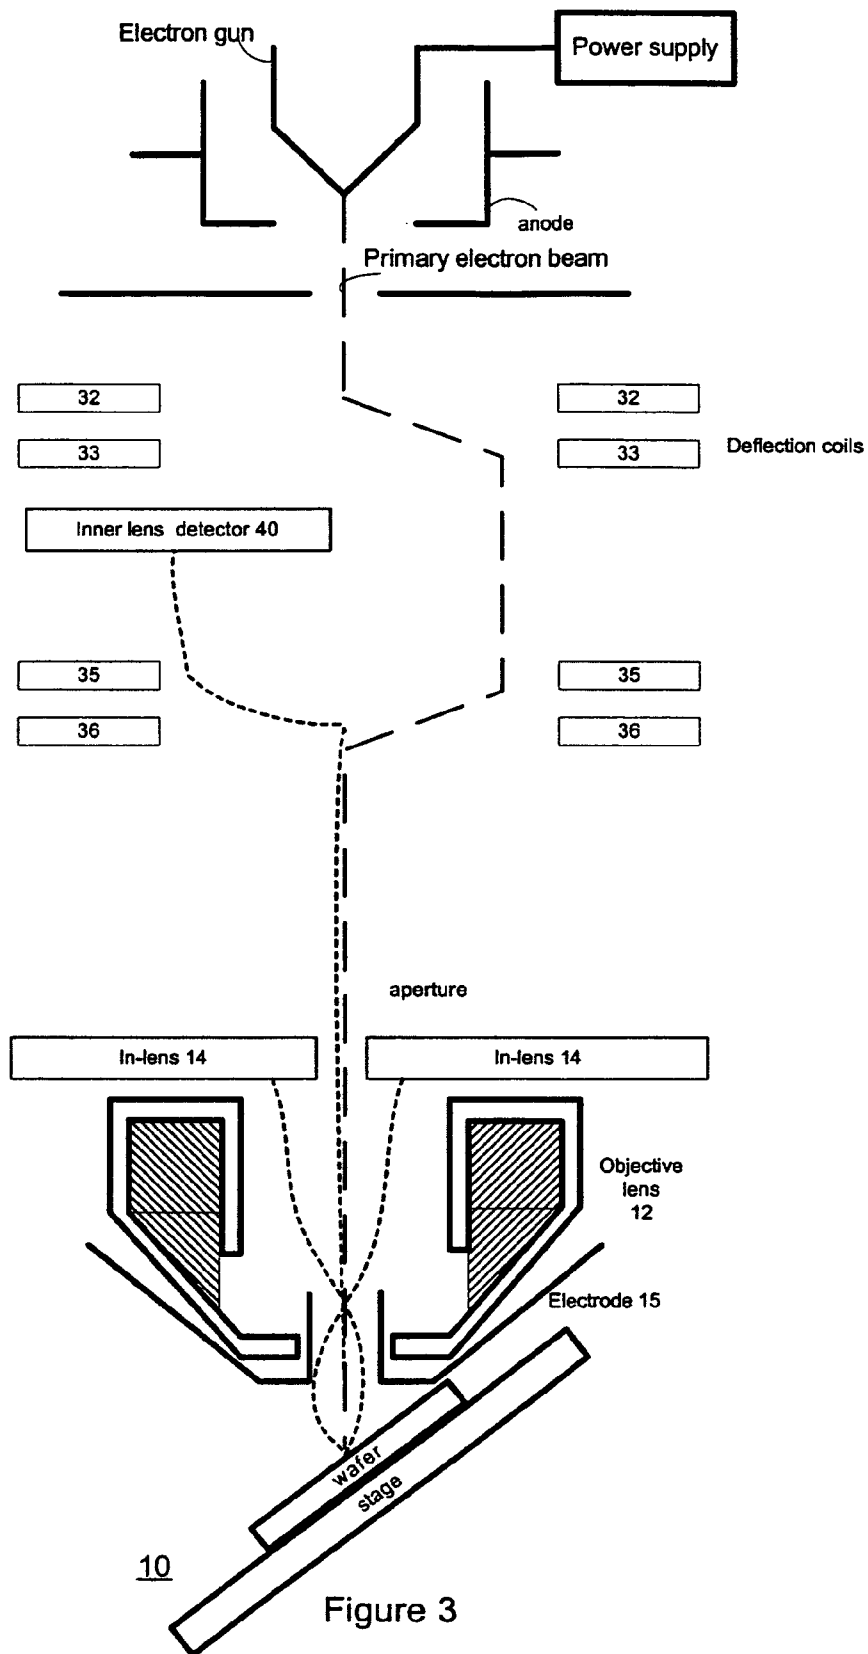 Electron gun
Power supply
anode
Primary electron beam
32
32
33
33
Deflection coils
Inner lens detector 40
35
35
36
36
aperture
In-lens 14
In-lens 14
Objective
lens
12
Electrode 15
wafer
stage
10
Figure 3